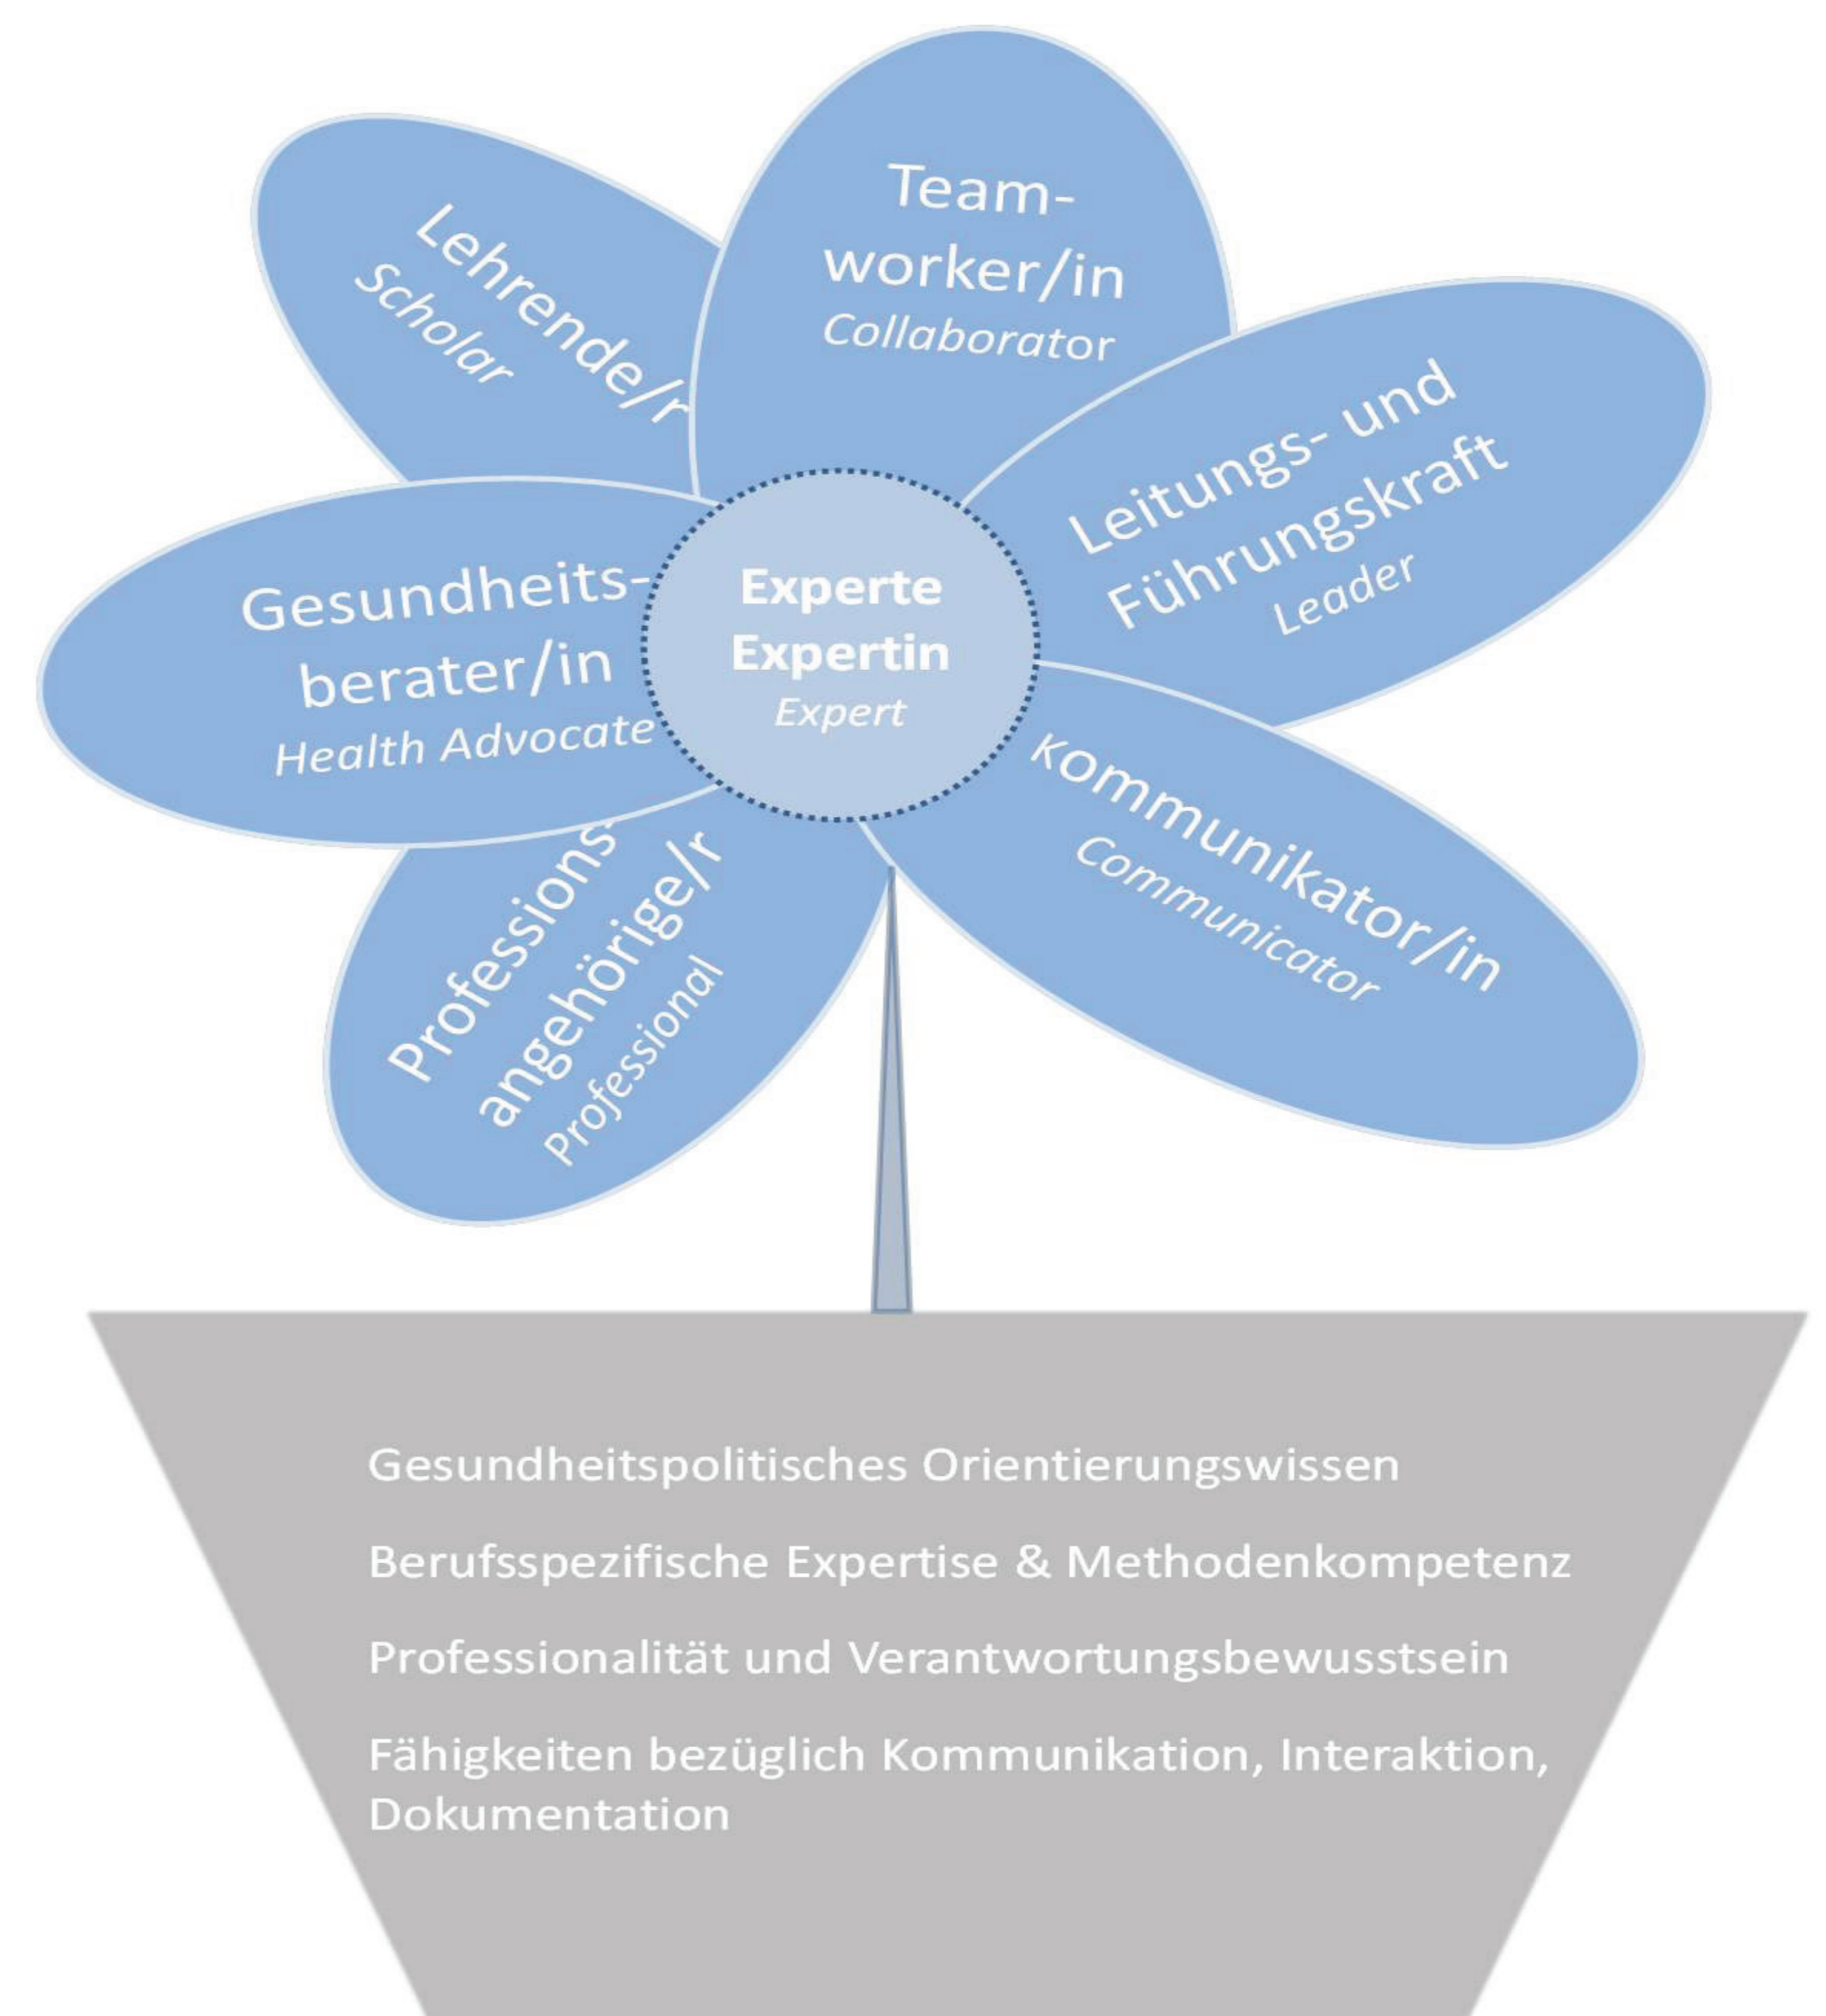 Team-
worker/in
Collaborator
Lehrende/r
Scholar
Leitungs- und
Führungskraft
Leader
Gesundheits-
berater/in
Health Advocate
Experte
Expertin
Expert
Kommunikator/in
Communicator
Professions-
angehörige/r
Professional
Gesundheitspolitisches Orientierungswissen
Berufsspezifische Expertise & Methodenkompetenz
Professionalität und Verantwortungsbewusstsein
Fähigkeiten bezüglich Kommunikation, Interaktion,
Dokumentation